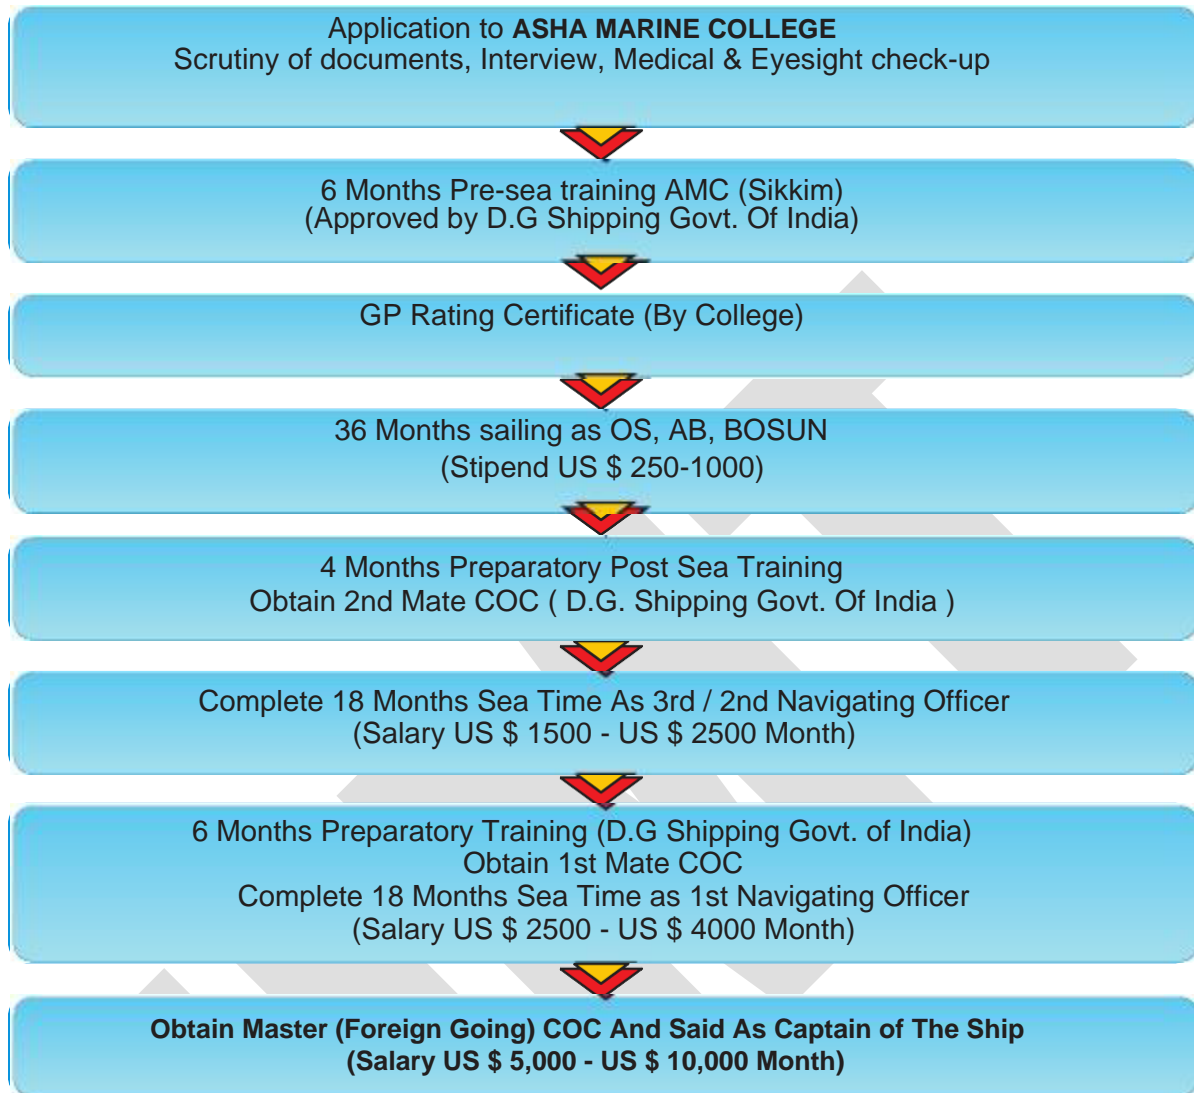 Application to ASHA MARINE COLLEGE
Scrutiny of documents, Interview, Medical & Eyesight check-up
6 Months Pre-sea training AMC (Sikkim)
(Approved by D.G Shipping Govt. Of India)
GP Rating Certificate (By College)
36 Months sailing as OS, AB, BOSUN
(Stipend US $ 250-1000)
4 Months Preparatory Post Sea Training
Obtain 2nd Mate COC ( D.G. Shipping Govt. Of India )
Complete 18 Months Sea Time As 3rd / 2nd Navigating Officer
(Salary US $ 1500 - US $ 2500 Month)
6 Months Preparatory Training (D.G Shipping Govt. of India)
Obtain 1st Mate COC
Complete 18 Months Sea Time as 1st Navigating Officer
(Salary US $ 2500 - US $ 4000 Month)
Obtain Master (Foreign Going) COC And Said As Captain of The Ship
(Salary US $ 5,000 - US $ 10,000 Month)